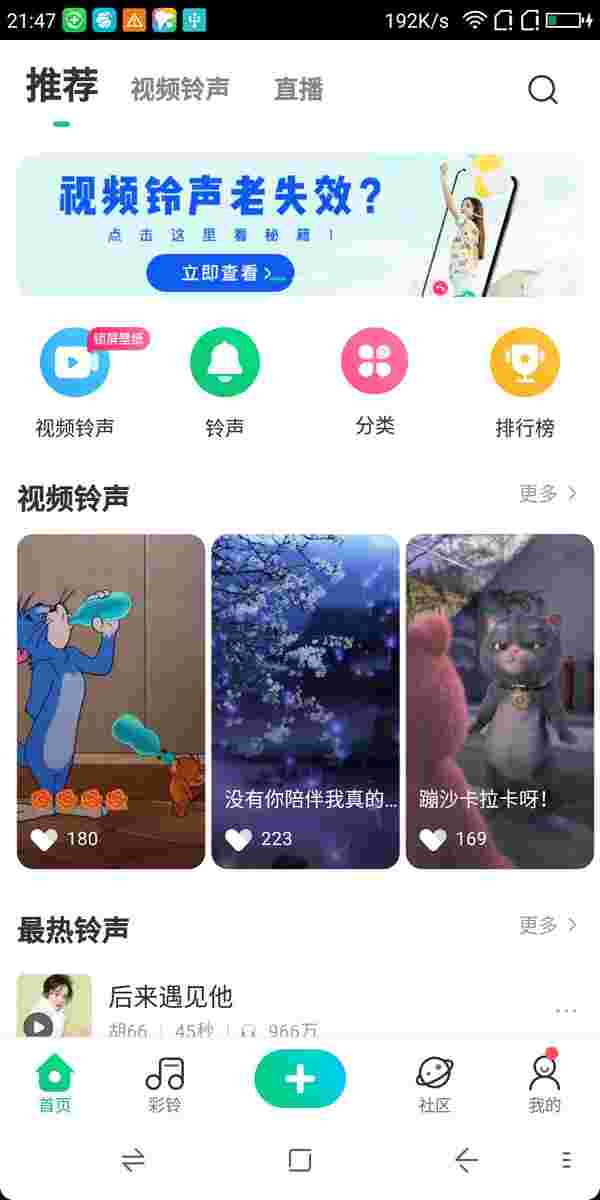 21:47
192K/s
推荐 视频铃声 直播
视频铃声老失效?
点击这里看秘籍!
立即查看>
锁屏壁纸
视频铃声 铃声 分类 排行榜
视频铃声 更多 >
180
没有你陪伴我真的...
223
蹦沙卡拉卡呀!
169
最热铃声 更多 >
后来遇见他
胡66 | 45秒 | 966万
首页 彩铃 社区 我的